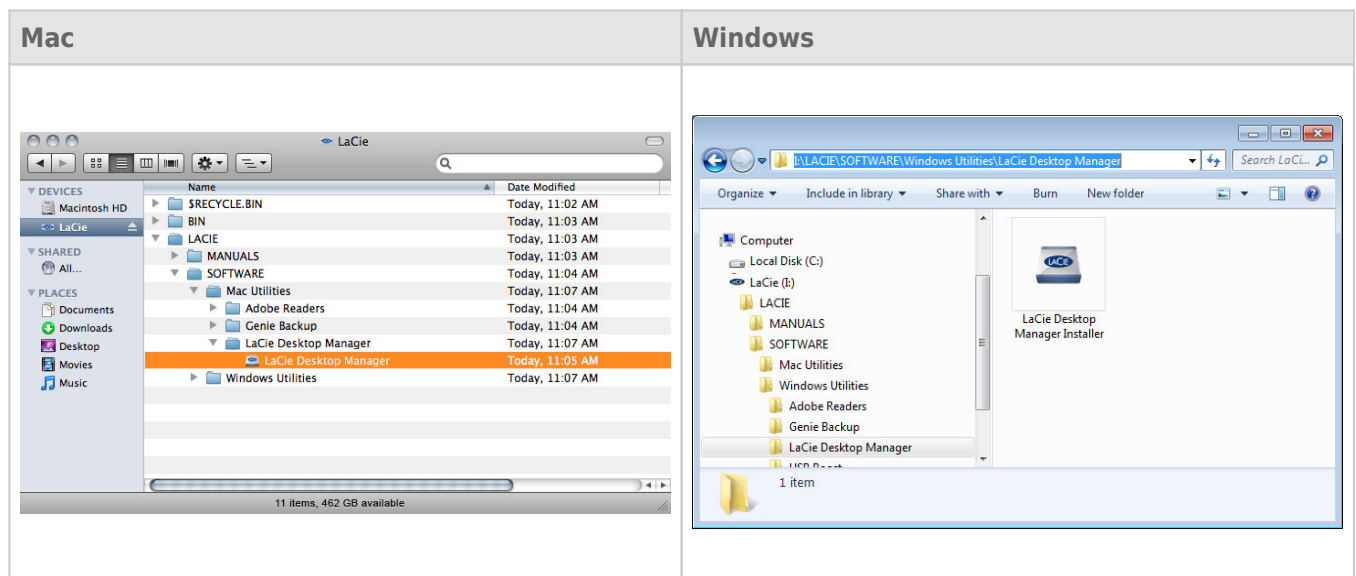 Mac
Windows
LaCie
Name Date Modified
DEVICES
Macintosh HD
LaCie
SHARED
All...
PLACES
Documents
Downloads
Desktop
Movies
Music
$RECYCLE.BIN Today, 11:02 AM
BIN Today, 11:03 AM
LACIE Today, 11:03 AM
MANUALS Today, 11:03 AM
SOFTWARE Today, 11:04 AM
Mac Utilities Today, 11:07 AM
Adobe Readers Today, 11:04 AM
Genie Backup Today, 11:04 AM
LaCie Desktop Manager Today, 11:07 AM
LaCie Desktop Manager Today, 11:05 AM
Windows Utilities Today, 11:07 AM
11 items, 462 GB available
I:\LACIE\SOFTWARE\Windows Utilities\LaCie Desktop Manager
Search LaCi...
Organize Include in library Share with Burn New folder
Computer
Local Disk (C:)
LaCie (I:)
LACIE
MANUALS
SOFTWARE
Mac Utilities
Windows Utilities
Adobe Readers
Genie Backup
LaCie Desktop Manager
LACIE
LaCie Desktop
Manager Installer
1 item